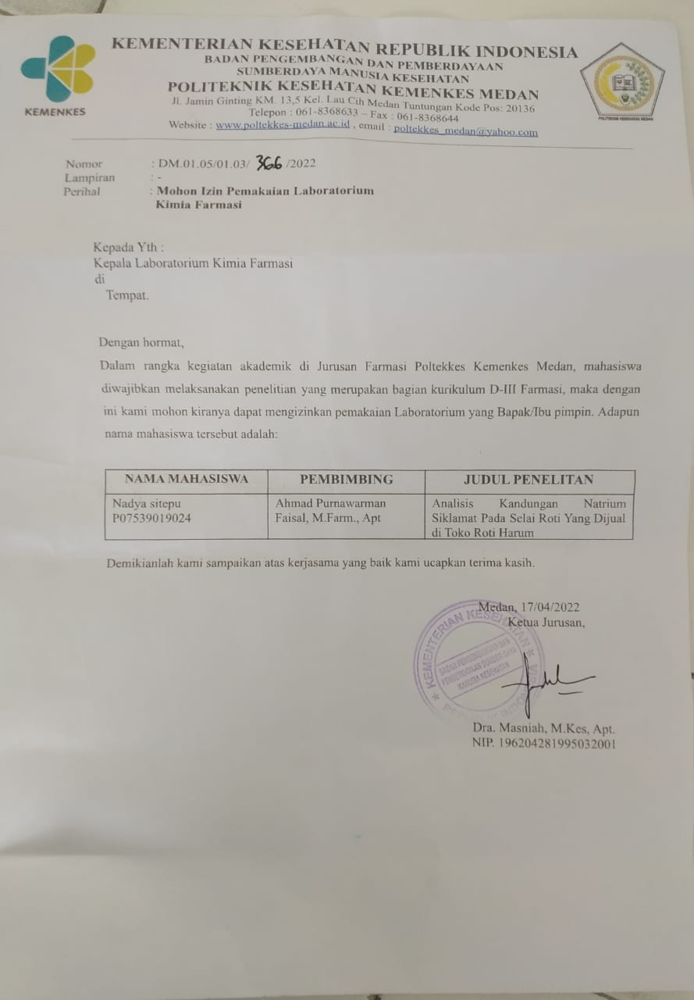 KEMENTERIAN KESEHATAN REPUBLIK INDONESIA
BADAN PENGEMBANGAN DAN PEMBERDAYAAN
SUMBERDAYA MANUSIA KESEHATAN
POLITEKNIK KESEHATAN KEMENKES MEDAN
Jl. Jamin Ginting KM. 13,5 Kel. Lau Cih Medan Tuntungan Kode Pos: 20136
Telepon : 061-8368633 – Fax : 061-8368644
Website : www.poltekkes-medan.ac.id , email : poltekkes_medan@yahoo.com
KEMENKES
POLITEKNIK KESEHATAN MEDAN
Nomor : DM.01.05/01.03/ 366 /2022
Lampiran : -
Perihal : Mohon Izin Pemakaian Laboratorium
Kimia Farmasi
Kepada Yth :
Kepala Laboratorium Kimia Farmasi
di
Tempat.
Dengan hormat,
Dalam rangka kegiatan akademik di Jurusan Farmasi Poltekkes Kemenkes Medan, mahasiswa
diwajibkan melaksanakan penelitian yang merupakan bagian kurikulum D-III Farmasi, maka dengan
ini kami mohon kiranya dapat mengizinkan pemakaian Laboratorium yang Bapak/Ibu pimpin. Adapun
nama mahasiswa tersebut adalah:
NAMA MAHASISWA PEMBIMBING JUDUL PENELITAN
Nadya sitepu Ahmad Purnawarman Analisis Kandungan Natrium
P07539019024 Faisal, M.Farm., Apt Siklamat Pada Selai Roti Yang Dijual
di Toko Roti Harum
Demikianlah kami sampaikan atas kerjasama yang baik kami ucapkan terima kasih.
Medan, 17/04/2022
Ketua Jurusan,
KEMENTERIAN KESEHATAN
BADAN PENGEMBANGAN DAN
PEMBERDAYAAN SUMBER DAYA
MANUSIA KESEHATAN
REPUBLIK INDONESIA
Dra. Masniah, M.Kes, Apt.
NIP. 196204281995032001